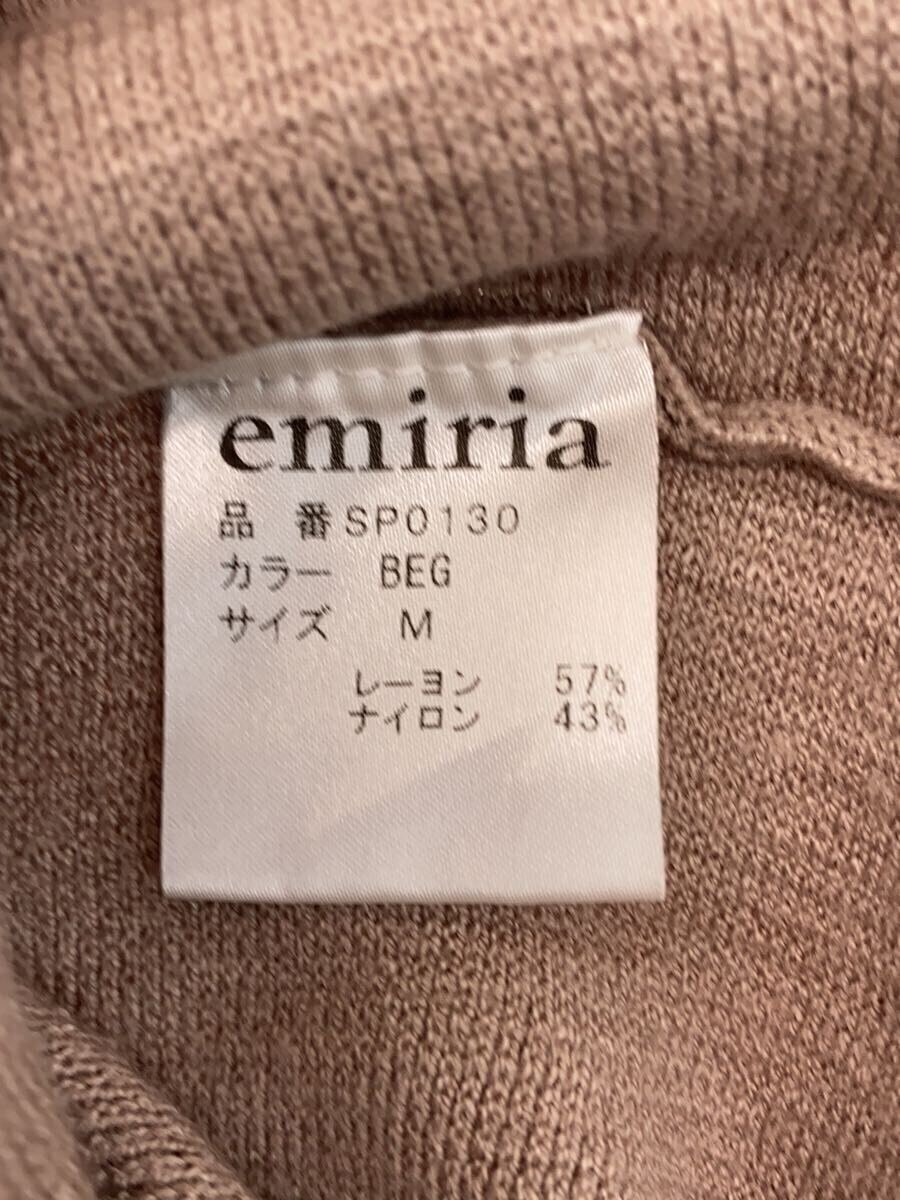 emiria
品 番 SP0130
カラー BEG
サイズ M
レーヨン 57%
ナイロン 43%